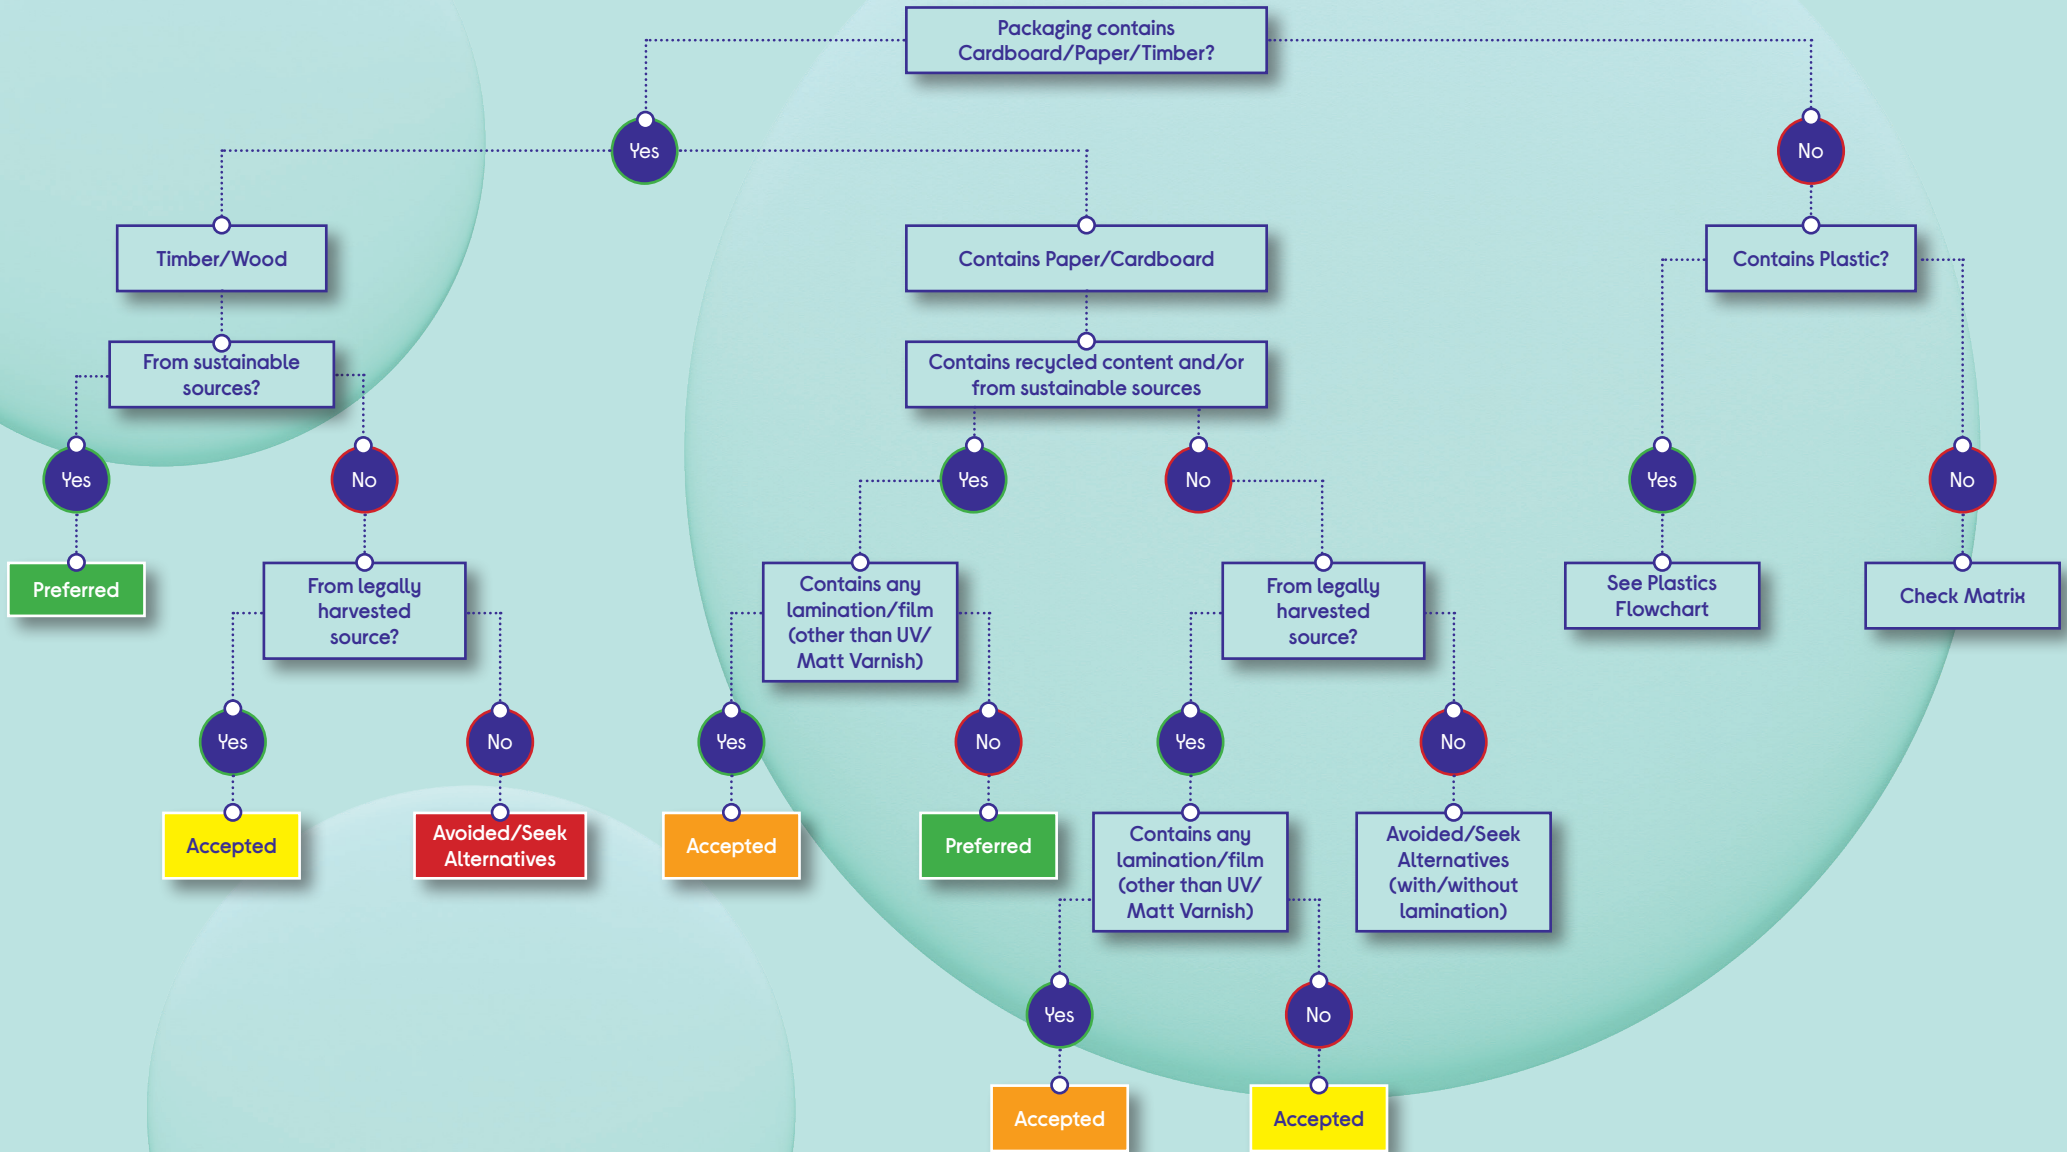 Packaging contains
Cardboard/Paper/Timber?
Yes
No
Timber/Wood
Contains Paper/Cardboard
Contains Plastic?
From sustainable
sources?
Contains recycled content and/or
from sustainable sources
Yes
No
Yes
No
Yes
No
Preferred
From legally
harvested
source?
Contains any
lamination/film
(other than UV/
Matt Varnish)
From legally
harvested
source?
See Plastics
Flowchart
Check Matrix
Yes
No
Yes
No
Yes
No
Accepted
Avoided/Seek
Alternatives
Accepted
Preferred
Contains any
lamination/film
(other than UV/
Matt Varnish)
Avoided/Seek
Alternatives
(with/without
lamination)
Yes
No
Accepted
Accepted